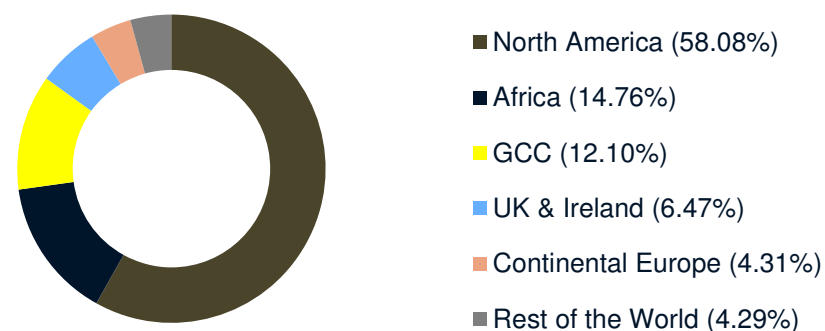 North America (58.08%)
Africa (14.76%)
GCC (12.10%)
UK & Ireland (6.47%)
Continental Europe (4.31%)
Rest of the World (4.29%)